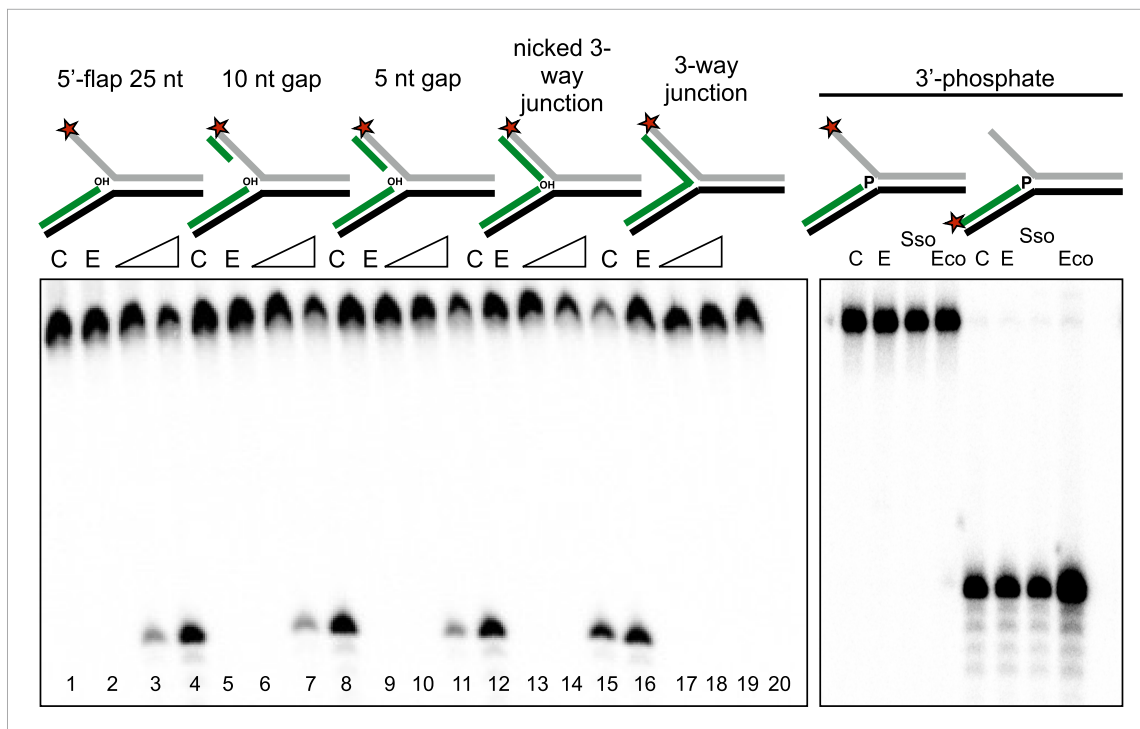 5’-flap 25 nt
10 nt gap
5 nt gap
nicked 3-
way
junction
3-way
junction
3’-phosphate
OH
OH
OH
OH
P
P
C E
C E
C E
C E
C E
C E Sso Eco
C E Sso Eco
1 2 3 4 5 6 7 8 9 10 11 12 13 14 15 16 17 18 19 20